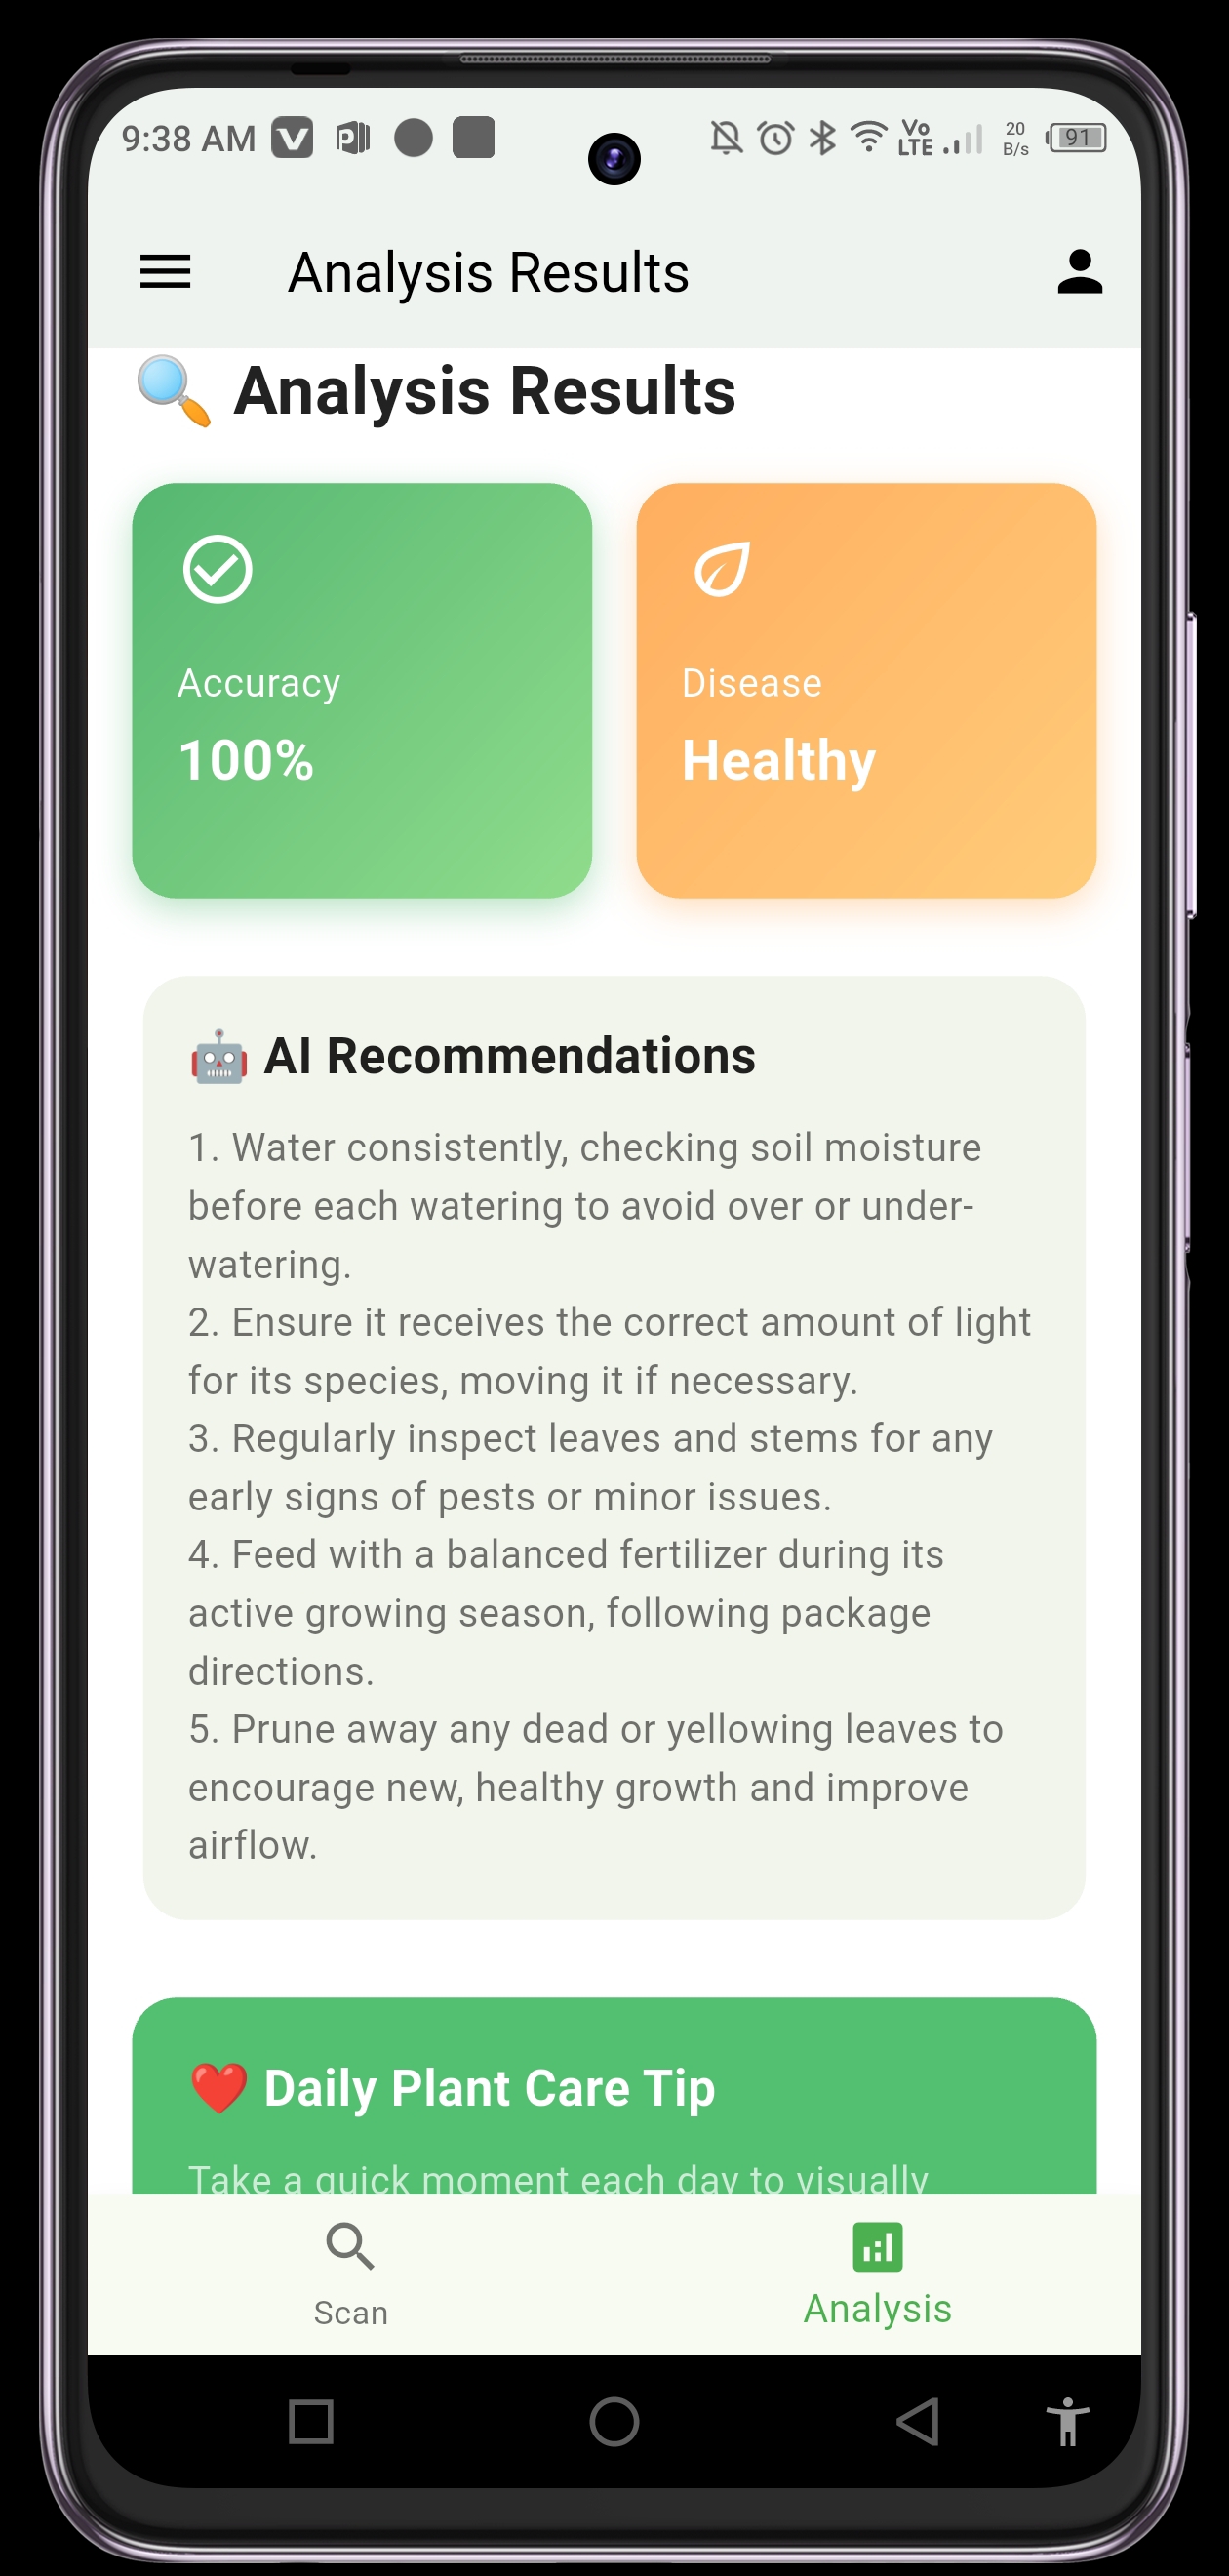 9:38 AM
Vo
LTE
20
B/s
91
Analysis Results
🔍 Analysis Results
Accuracy
100%
Disease
Healthy
🤖 AI Recommendations
1. Water consistently, checking soil moisture
before each watering to avoid over or under-
watering.
2. Ensure it receives the correct amount of light
for its species, moving it if necessary.
3. Regularly inspect leaves and stems for any
early signs of pests or minor issues.
4. Feed with a balanced fertilizer during its
active growing season, following package
directions.
5. Prune away any dead or yellowing leaves to
encourage new, healthy growth and improve
airflow.
❤️ Daily Plant Care Tip
Take a quick moment each day to visually
Scan
Analysis